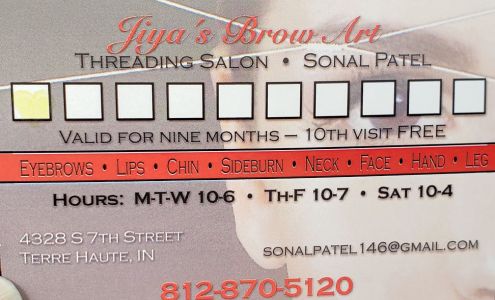 Jiya's Brow Art
THREADING SALON • SONAL PATEL
VALID FOR NINE MONTHS – 10TH VISIT FREE
EYEBROWS • LIPS • CHIN • SIDEBURN • NECK • FACE • HAND • LEG
HOURS: M-T-W 10-6 • TH-F 10-7 • SAT 10-4
4328 S 7TH STREET
TERRE HAUTE, IN
SONALPATEL146@GMAIL.COM
812-870-5120